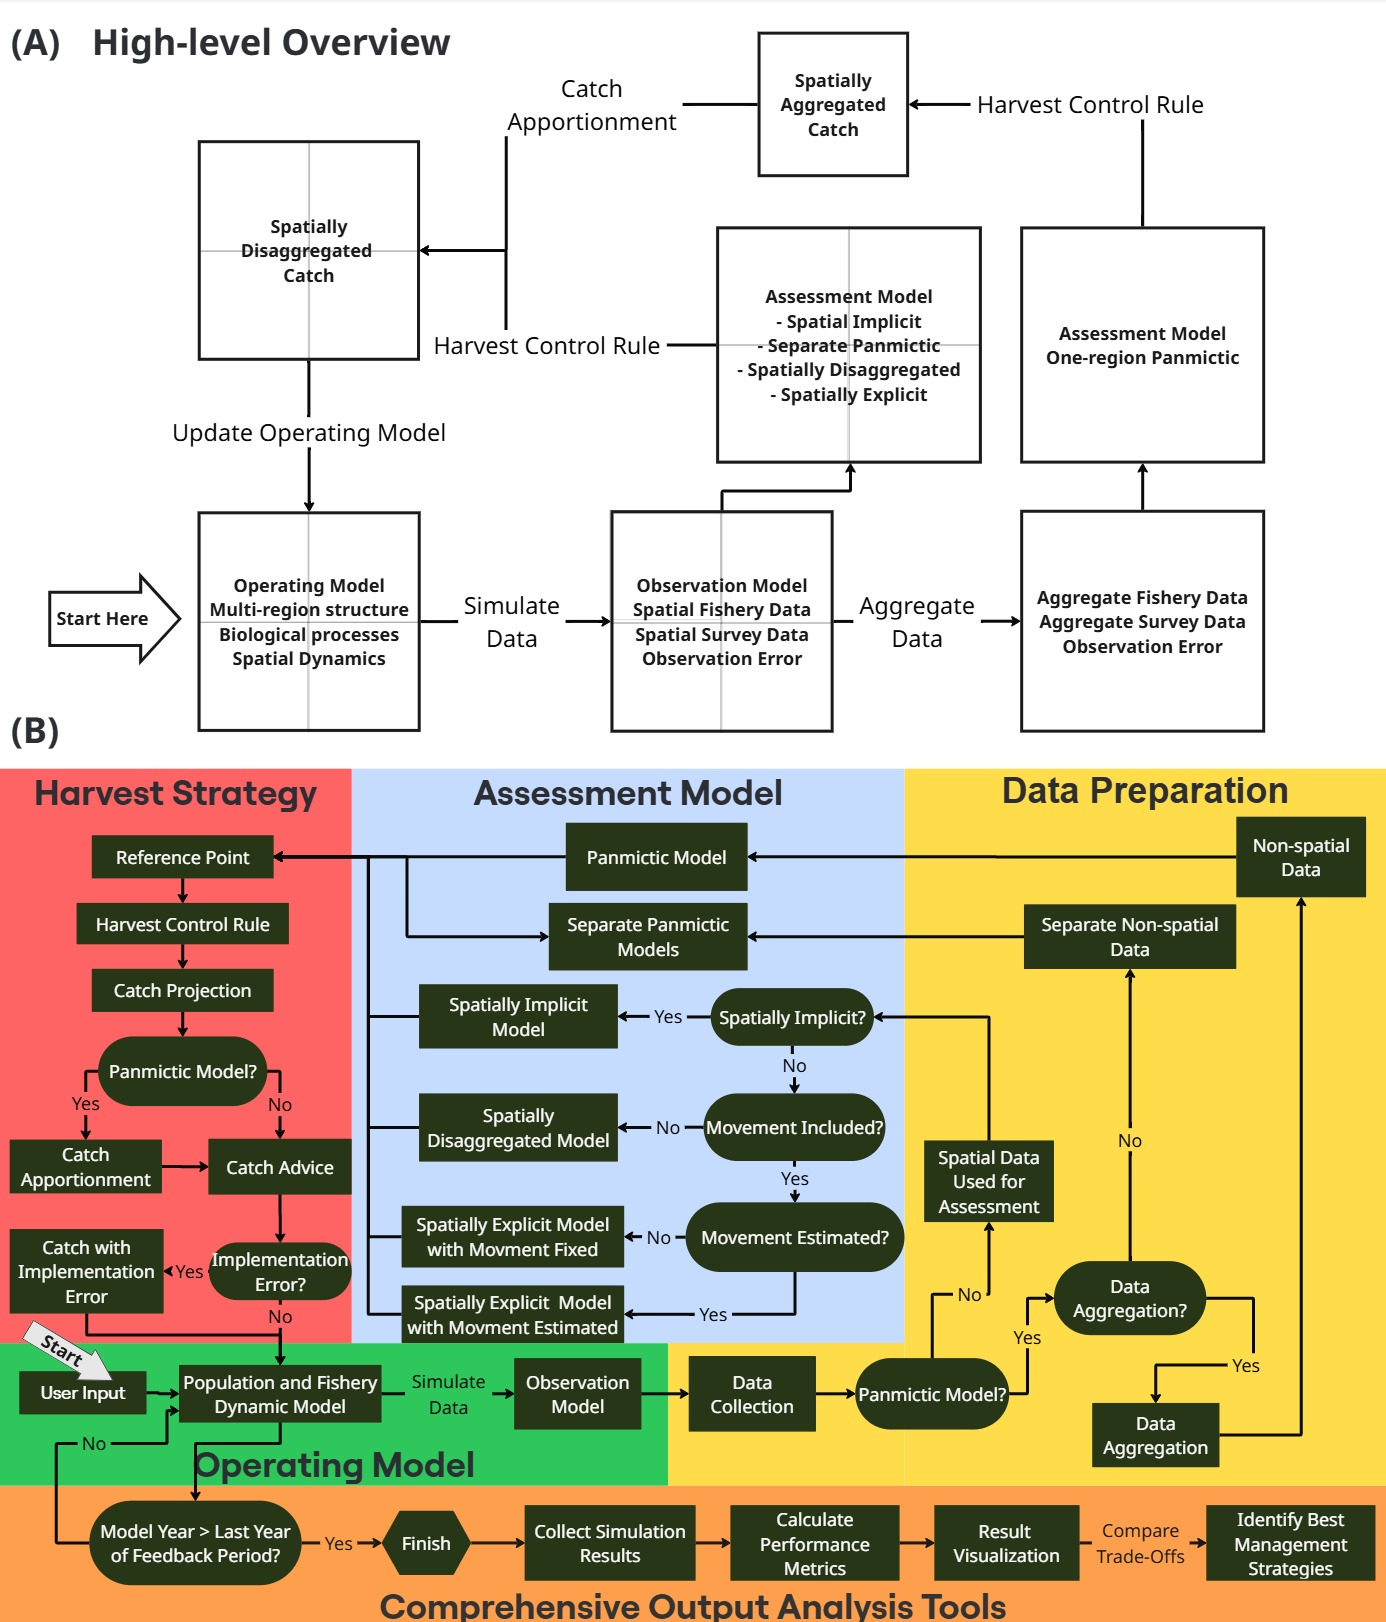 (A) High-level Overview
Spatially
Aggregated
Catch
Catch
Apportionment
Harvest Control Rule
Spatially
Disaggregated
Catch
Assessment Model
- Spatial Implicit
- Separate Panmictic
- Spatially Disaggregated
- Spatially Explicit
Assessment Model
One-region Panmictic
Harvest Control Rule
Update Operating Model
Start Here
Operating Model
Multi-region structure
Biological processes
Spatial Dynamics
Simulate
Data
Observation Model
Spatial Fishery Data
Spatial Survey Data
Observation Error
Aggregate
Data
Aggregate Fishery Data
Aggregate Survey Data
Observation Error
(B)
Harvest Strategy
Assessment Model
Data Preparation
Reference Point
Harvest Control Rule
Catch Projection
Panmictic Model?
Yes
No
Catch
Apportionment
Catch Advice
Catch with
Implementation
Error
Yes
Implementation
Error?
No
Panmictic Model
Separate Panmictic
Models
Spatially Implicit
Model
Yes
Spatially Implicit?
No
Spatially
Disaggregated Model
No
Movement Included?
Yes
Spatially Explicit Model
with Movment Fixed
No
Movement Estimated?
Spatially Explicit Model
with Movment Estimated
Yes
Non-spatial
Data
Separate Non-spatial
Data
No
Spatial Data
Used for
Assessment
No
Data
Aggregation?
Yes
Yes
Panmictic Model?
Data
Aggregation
Start
User Input
Population and Fishery
Dynamic Model
Simulate
Data
Observation
Model
Data
Collection
No
Operating Model
Model Year > Last Year
of Feedback Period?
Yes
Finish
Collect Simulation
Results
Calculate
Performance
Metrics
Result
Visualization
Compare
Trade-Offs
Identify Best
Management
Strategies
Comprehensive Output Analysis Tools